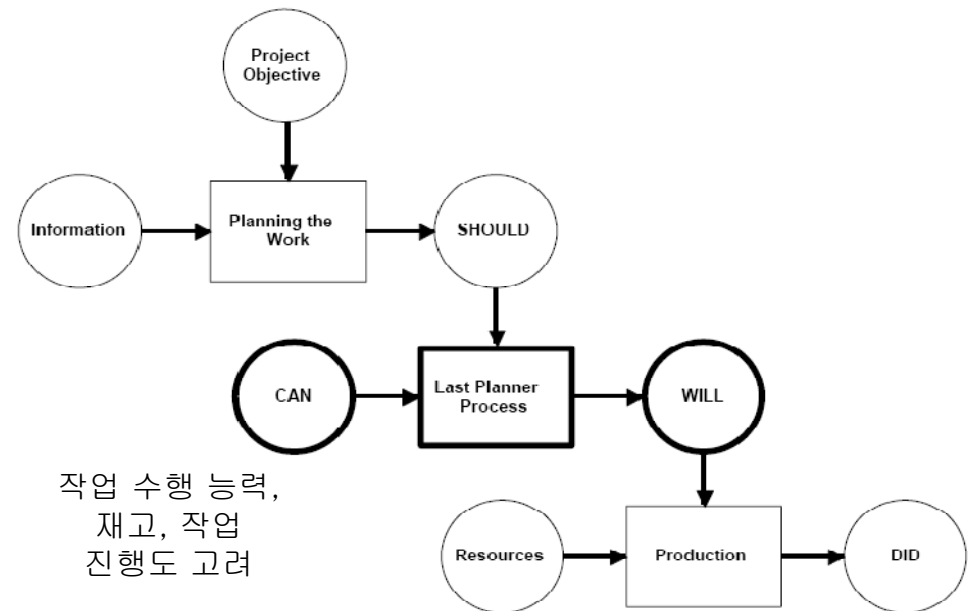 Project
Objective
Information
Planning the
Work
SHOULD
CAN
Last Planner
Process
WILL
작업 수행 능력,
재고, 작업
진행도 고려
Resources
Production
DID